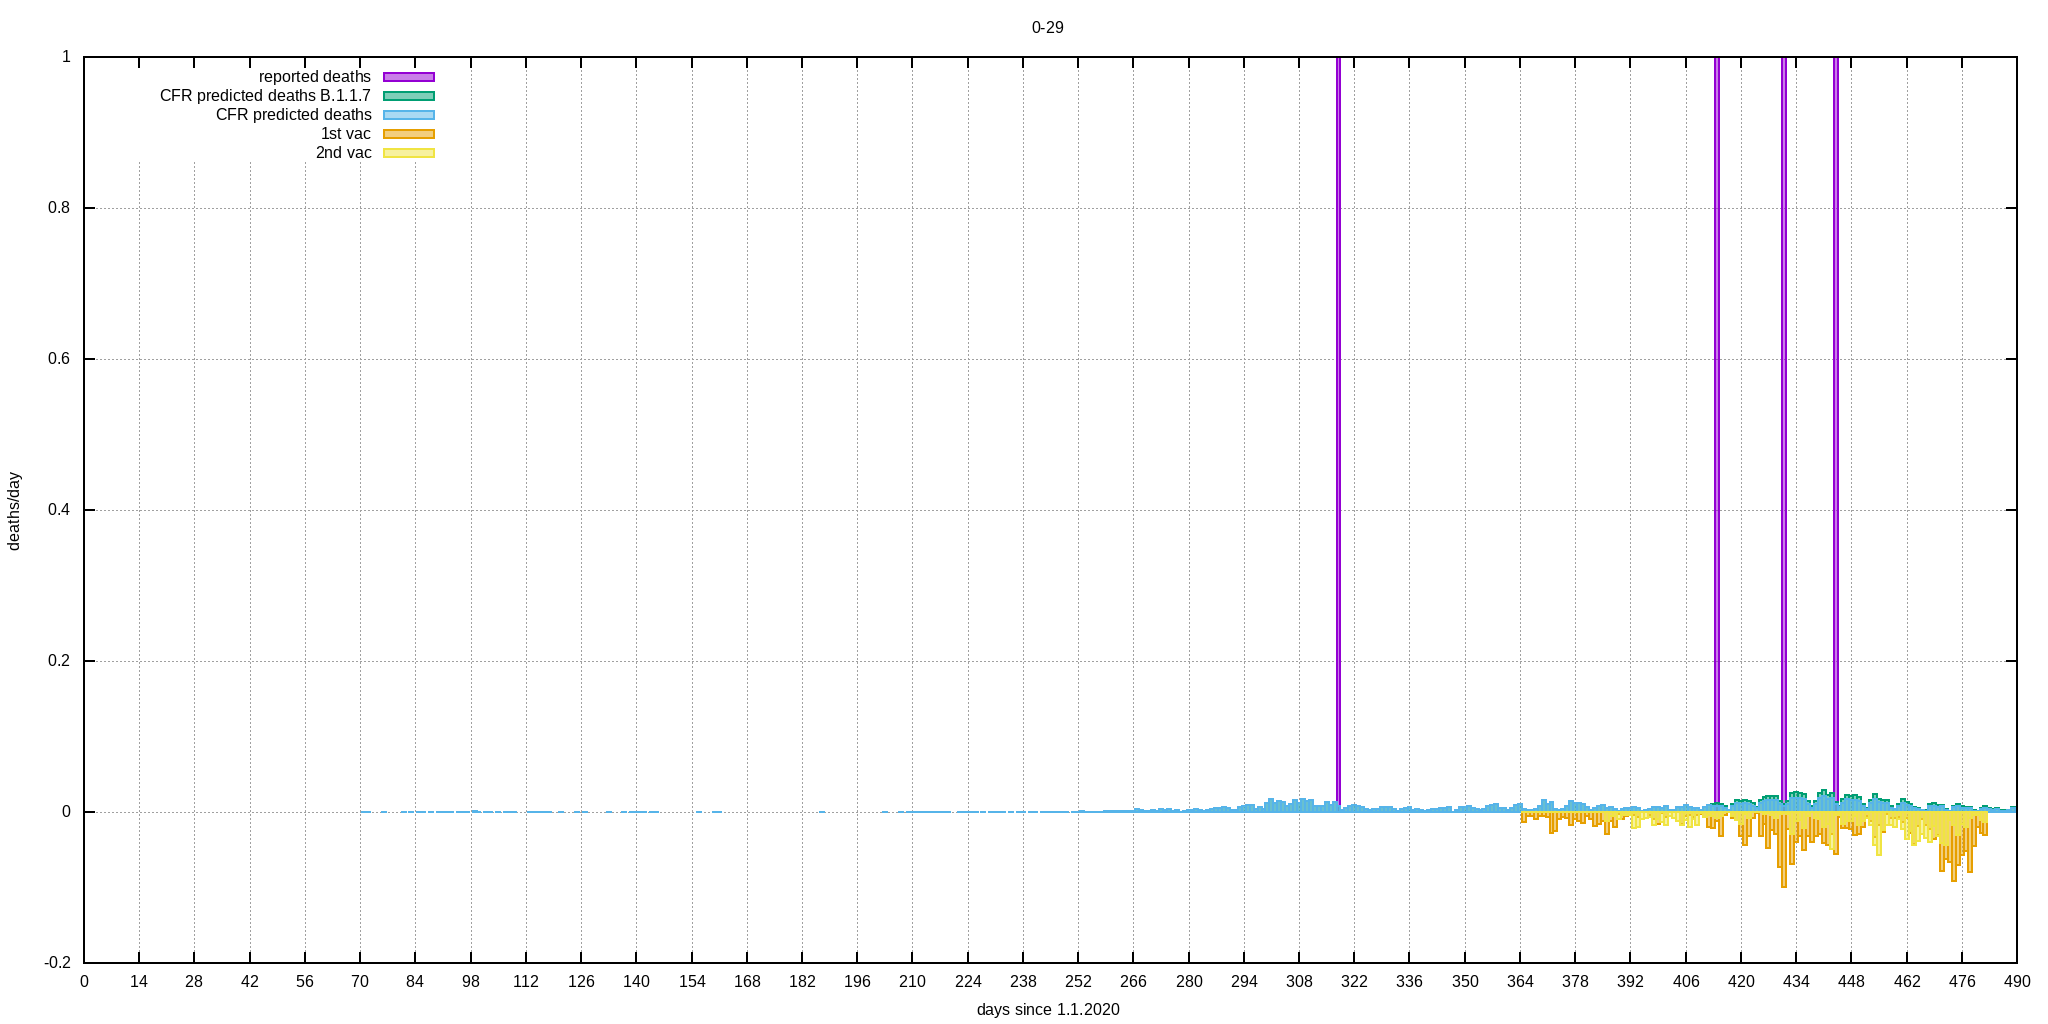 0-29
1
reported deaths
CFR predicted deaths B.1.1.7
CFR predicted deaths
1st vac
2nd vac
0.8
0.6
deaths/day
0.4
0.2
0
-0.2
0 14 28 42 56 70 84 98 112 126 140 154 168 182 196 210 224 238 252 266 280 294 308 322 336 350 364 378 392 406 420 434 448 462 476 490
days since 1.1.2020